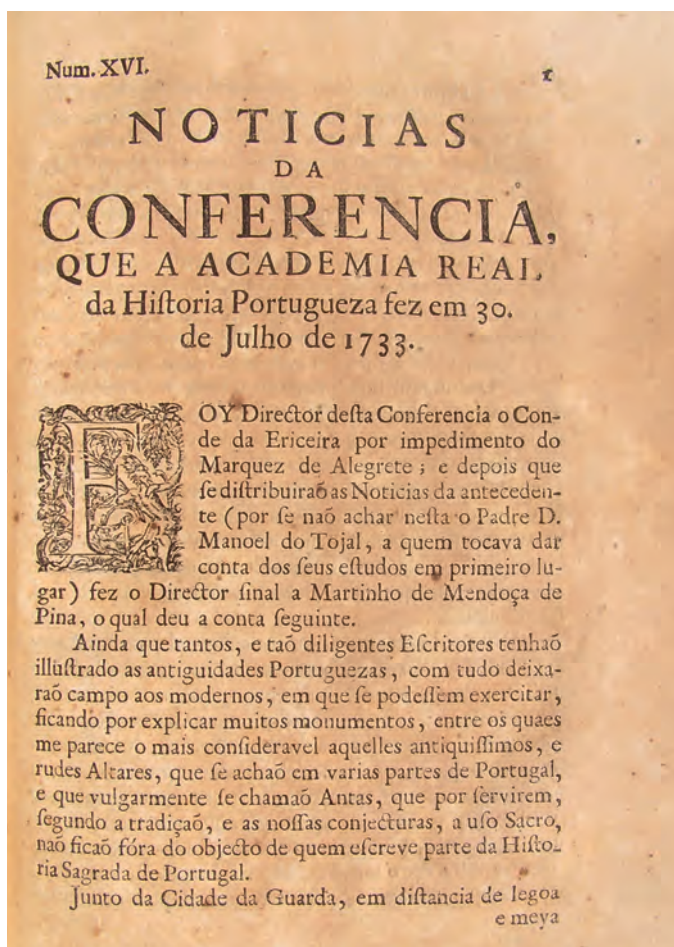 Num. XVI. 1
NOTICIAS
DA
CONFERENCIA,
QUE A ACADEMIA REAL
da Hiſtoria Portugueza fez em 30.
de Julho de 1733.
FOY Director deſta Conferencia o Con-
de da Ericeira por impedimento do
Marquez de Alegrete ; e depois que
ſe diſtribuiraõ as Noticias da anteceden-
te ( por ſe naõ achar neſta o Padre D.
Manoel do Tojal, a quem tocava dar
conta dos ſeus eſtudos em primeiro lu-
gar ) fez o Director ſinal a Martinho de Mendoça de
Pina, o qual deu a conta ſeguinte.
Ainda que tantos, e taõ diligentes Eſcritores tenhaõ
illuſtrado as antiguidades Portuguezas, com tudo deixa-
raõ campo aos modernos, em que ſe podeſſem exercitar,
ficando por explicar muitos monumentos, entre os quaes
me parece o mais conſideravel aquelles antiquiſſimos, e
rudes Altares, que ſe achaõ em varias partes de Portugal,
e que vulgarmente ſe chamaõ Antas, que por ſervirem,
ſegundo a tradiçaõ, e as noſſas conjecturas, a uſo Sacro,
naõ ficaõ fóra do objecto de quem eſcreve parte da Hiſto-
ria Sagrada de Portugal.
Junto da Cidade da Guarda, em diſtancia de legoa
e meya